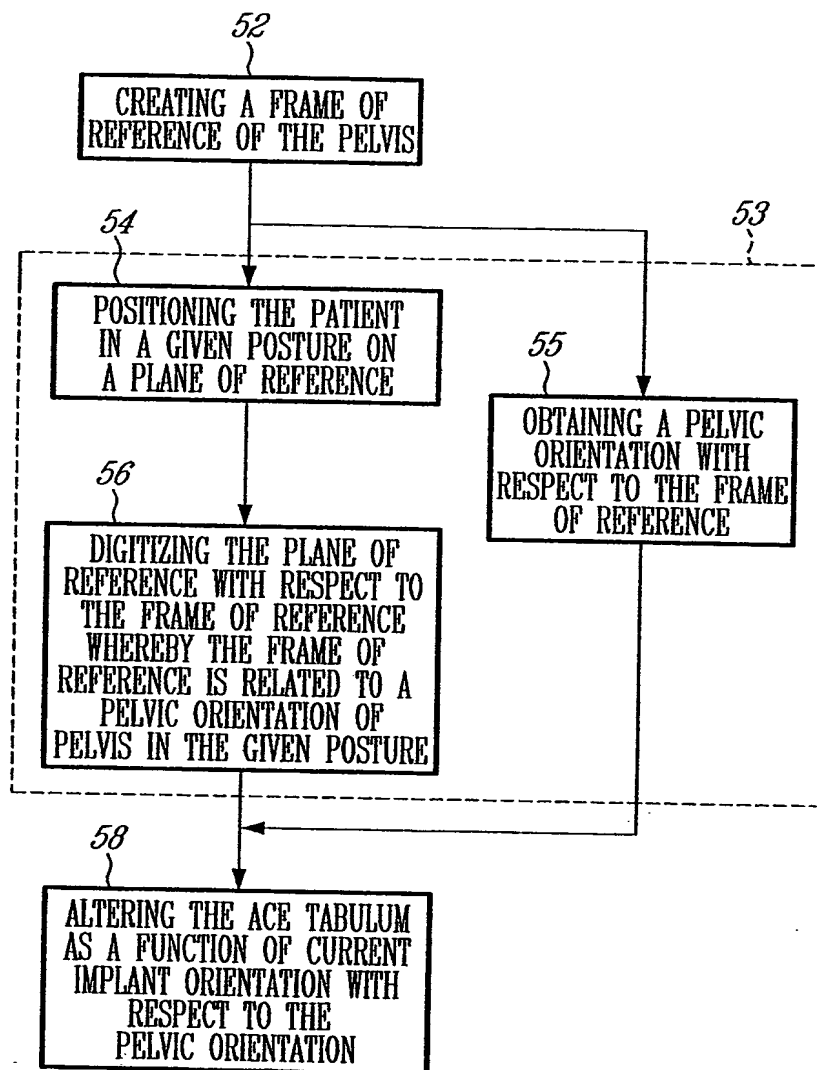 52
CREATING A FRAME OF
REFERENCE OF THE PELVIS
53
54
POSITIONING THE PATIENT
IN A GIVEN POSTURE ON
A PLANE OF REFERENCE
55
OBTAINING A PELVIC
ORIENTATION WITH
RESPECT TO THE FRAME
OF REFERENCE
56
DIGITIZING THE PLANE OF
REFERENCE WITH RESPECT TO
THE FRAME OF REFERENCE
WHEREBY THE FRAME OF
REFERENCE IS RELATED TO A
PELVIC ORIENTATION OF
PELVIS IN THE GIVEN POSTURE
58
ALTERING THE ACE TABULUM
AS A FUNCTION OF CURRENT
IMPLANT ORIENTATION WITH
RESPECT TO THE
PELVIC ORIENTATION